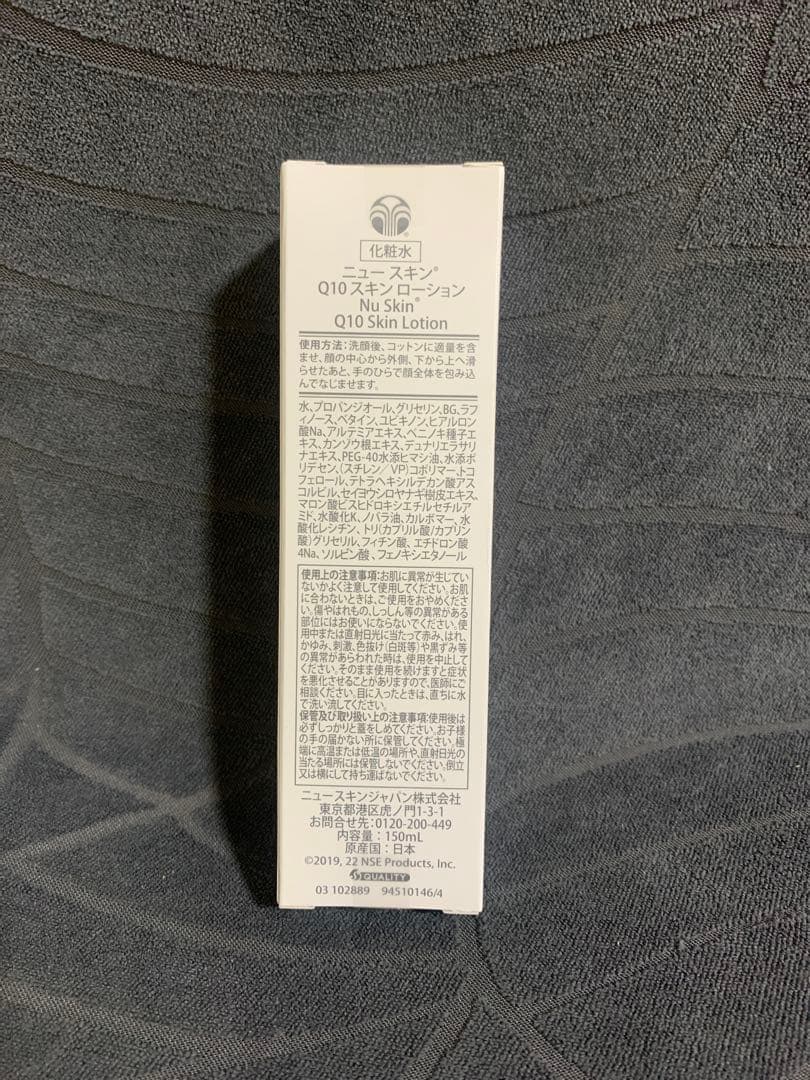 化粧水
ニュー スキン®
Q10 スキン ローション
Nu Skin®
Q10 Skin Lotion
使用方法:洗顔後、コットンに適量を含
ませ、顔の中心から外側、下から上へ滑
らせたあと、手のひらで顔全体を包み込
んでなじませます。
水、プロパンジオール、グリセリン、BG、ラフ
ィノース、ベタイン、ユビキノン、ヒアルロン
酸Na、アルテミアエキス、ベニノキ種子エ
キス、カンゾウ根エキス、デュナリエラサリ
ナエキス、PEG-40水添ヒマシ油、水添ポ
リデセン、(スチレン/VP)コポリマー、トコ
フェロール、テトラヘキシルデカン酸アス
コルビル、セイヨウシロヤナギ樹皮エキス、
マロン酸ビスヒドロキシエチルセチルア
ミド、水酸化K、ノバラ油、カルボマー、水
酸化レシチン、トリ(カプリル酸/カプリン
酸)グリセリル、フィチン酸、エチドロン酸
4Na、ソルビン酸、フェノキシエタノール
使用上の注意事項:お肌に異常が生じてい
ないかよく注意して使用してください。お肌
に合わないときは、ご使用をおやめくださ
い。傷やはれもの、しっしん等の異常がある
部位にはお使いにならないでください。使
用中または直射日光に当たって赤み、はれ、
かゆみ、刺激、色抜け(白斑等)や黒ずみ等
の異常があらわれた時は、使用を中止して
ください。そのまま使用を続けますと症状
を悪化させることがありますので、医師にご
相談ください。目に入ったときは、直ちに水
で洗い流してください。
保管及び取り扱い上の注意事項:使用後は
必ずしっかりと蓋をしめてください。お子様
の手の届かない所に保管してください。極
端に高温または低温の場所や、直射日光の
当たる場所には保管しないでください。倒立
又は横にして持ち運ばないでください。
ニュースキンジャパン株式会社
東京都港区虎ノ門1-3-1
お問合せ先:0120-200-449
内容量:150mL
原産国:日本
©2019, 22 NSE Products, Inc.
6S QUALITY
03 102889 94510146/4